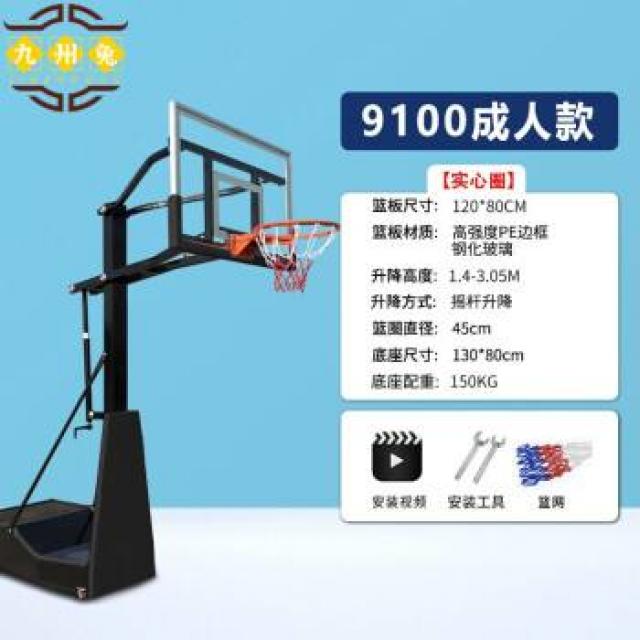 九州兔
9100成人款
【实心圈】
篮板尺寸： 120*80CM
篮板材质： 高强度PE边框
钢化玻璃
升降高度： 1.4-3.05M
升降方式： 摇杆升降
篮圈直径： 45cm
底座尺寸： 130*80cm
底座配重： 150KG
安装视频 安装工具 篮网